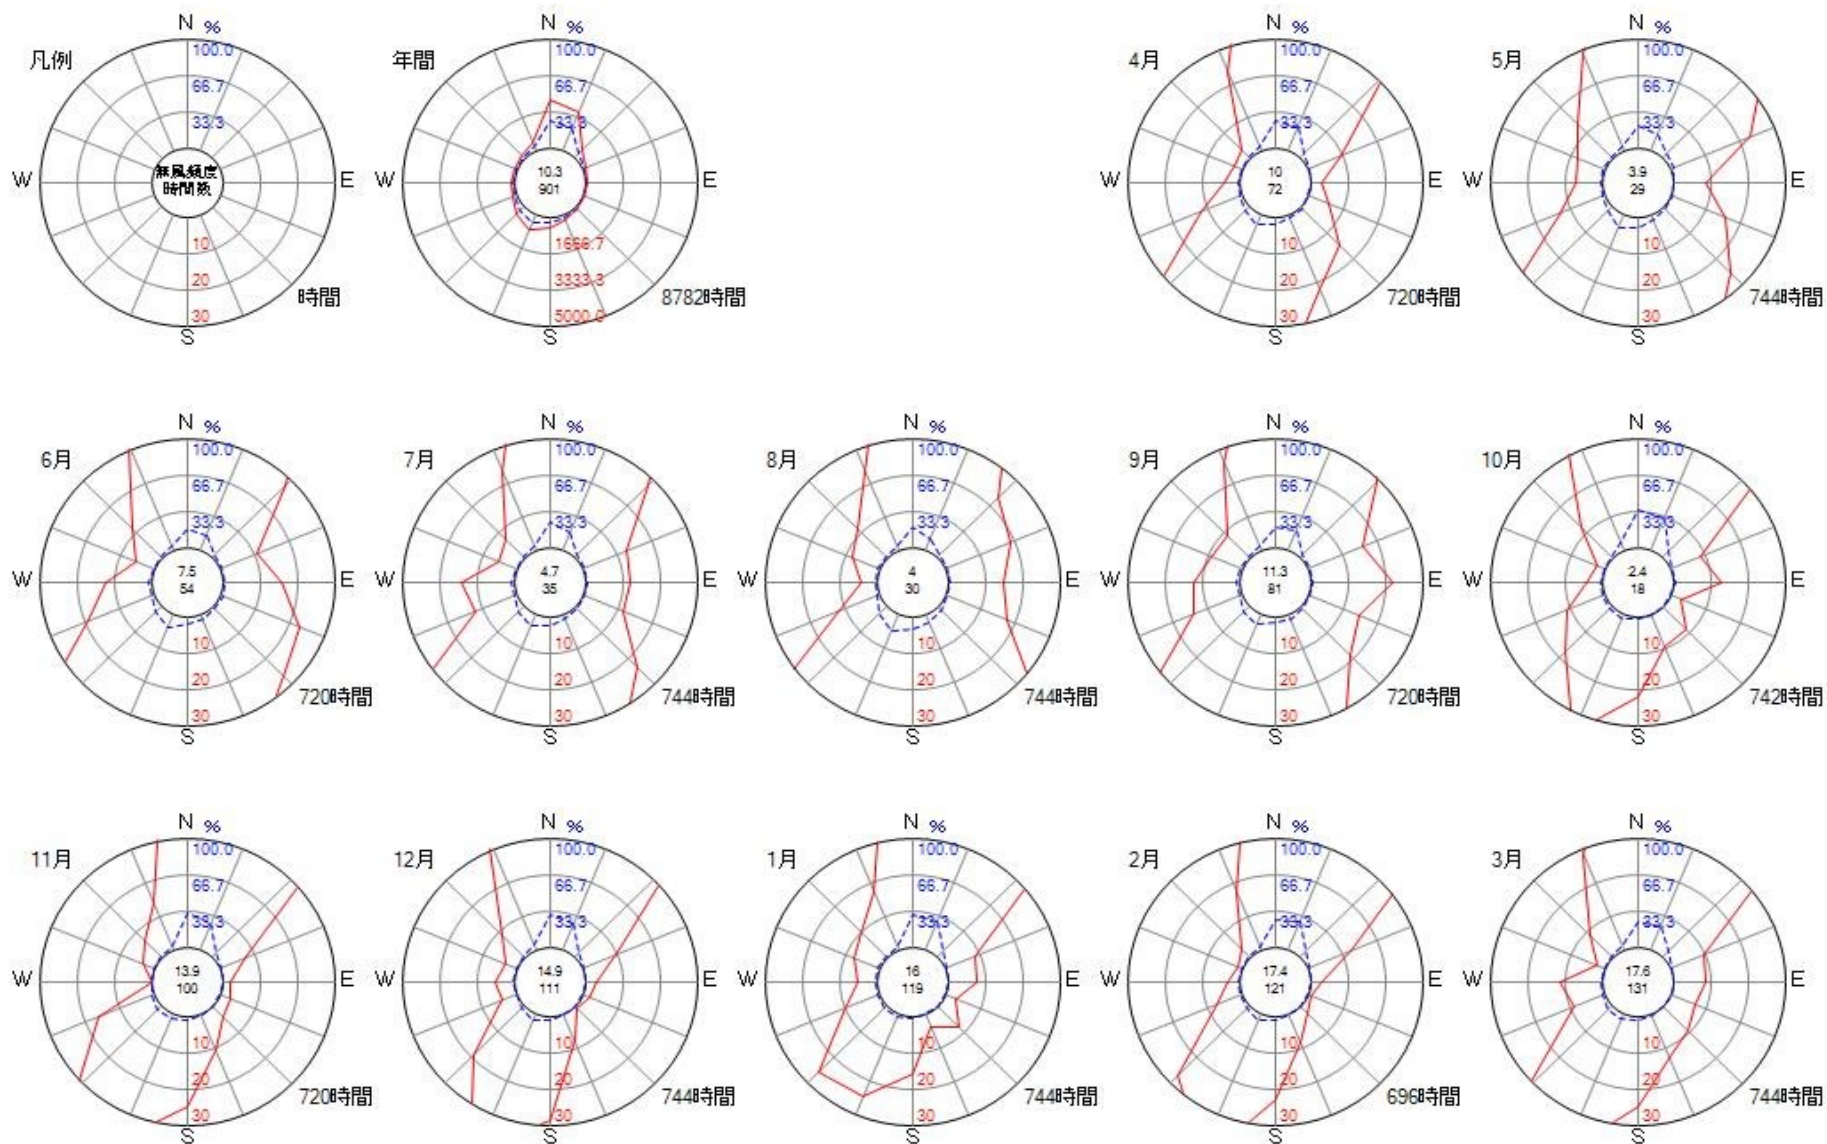 凡例
N %
100.0
66.7
33.3
W
無風頻度
時間数
E
10
20
30
S
時間
年間
N %
100.0
66.7
33.3
W
10.3
901
E
1666.7
3333.3
5000.0
S
8782時間
4月
N %
100.0
66.7
33.3
W
10
72
E
10
20
30
S
720時間
5月
N %
100.0
66.7
33.3
W
3.9
29
E
10
20
30
S
744時間
6月
N %
100.0
66.7
33.3
W
7.5
54
E
10
20
30
S
720時間
7月
N %
100.0
66.7
33.3
W
4.7
35
E
10
20
30
S
744時間
8月
N %
100.0
66.7
33.3
W
4
30
E
10
20
30
S
744時間
9月
N %
100.0
66.7
33.3
W
11.3
81
E
10
20
30
S
720時間
10月
N %
100.0
66.7
33.3
W
2.4
18
E
10
20
30
S
742時間
11月
N %
100.0
66.7
33.3
W
13.9
100
E
10
20
30
S
720時間
12月
N %
100.0
66.7
33.3
W
14.9
111
E
10
20
30
S
744時間
1月
N %
100.0
66.7
33.3
W
16
119
E
10
20
30
S
744時間
2月
N %
100.0
66.7
33.3
W
17.4
121
E
10
20
30
S
696時間
3月
N %
100.0
66.7
33.3
W
17.6
131
E
10
20
30
S
744時間